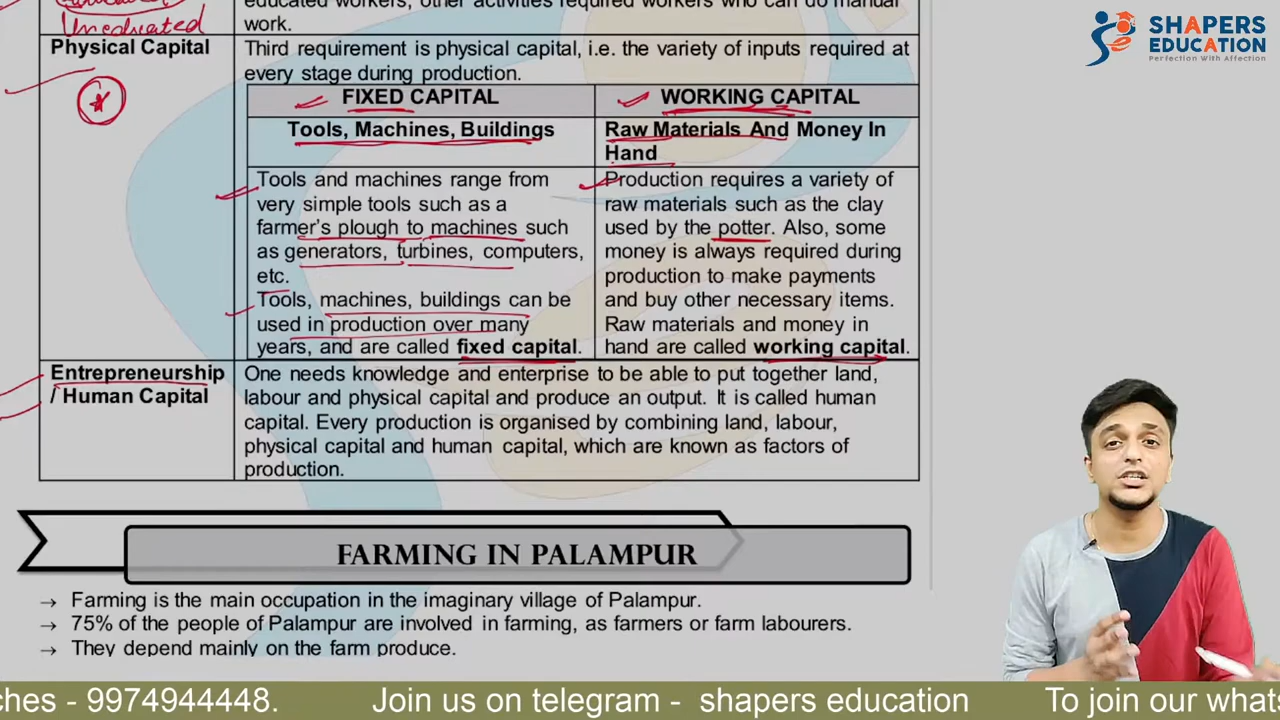 educated workers, other activities required workers who can do manual
Uneducated
work.
Physical Capital
Third requirement is physical capital, i.e. the variety of inputs required at
every stage during production.
FIXED CAPITAL
WORKING CAPITAL
Tools, Machines, Buildings
Raw Materials And Money In
Hand
Tools and machines range from
very simple tools such as a
farmer's plough to machines such
as generators, turbines, computers,
etc.
Tools, machines, buildings can be
used in production over many
years, and are called fixed capital.
Production requires a variety of
raw materials such as the clay
used by the potter. Also, some
money is always required during
production to make payments
and buy other necessary items.
Raw materials and money in
hand are called working capital.
Entrepreneurship
/ Human Capital
One needs knowledge and enterprise to be able to put together land,
labour and physical capital and produce an output. It is called human
capital. Every production is organised by combining land, labour,
physical capital and human capital, which are known as factors of
production.
FARMING IN PALAMPUR
→ Farming is the main occupation in the imaginary village of Palampur.
→ 75% of the people of Palampur are involved in farming, as farmers or farm labourers.
→ They depend mainly on the farm produce.
SHAPERS
EDUCATION
Perfection With Affection
ches - 9974944448. Join us on telegram - shapers education To join our whats